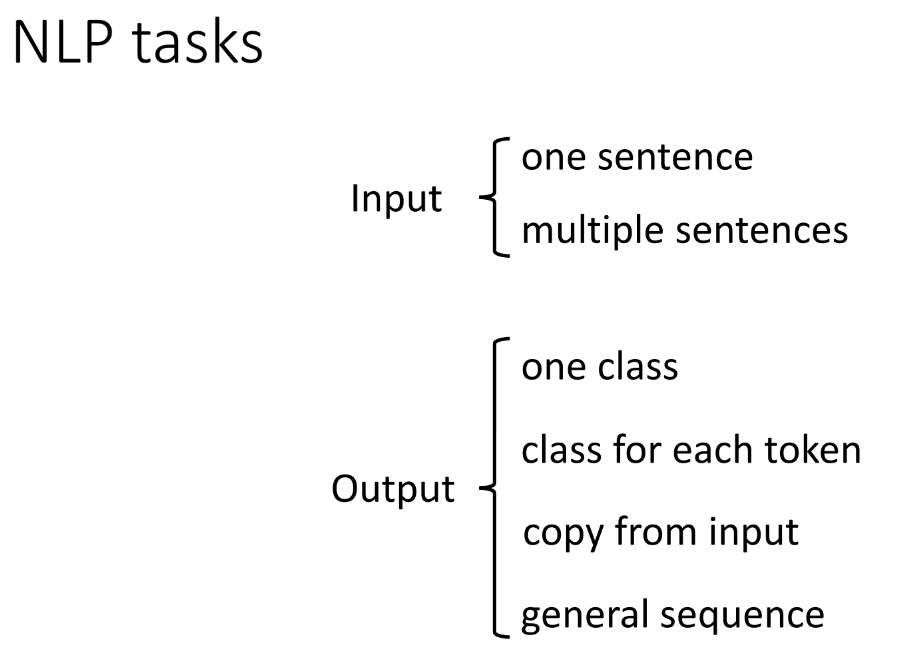 NLP tasks
Input
one sentence
multiple sentences
Output
one class
class for each token
copy from input
general sequence